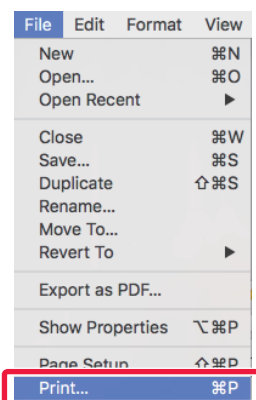 File Edit Format View
New ⌘N
Open... ⌘O
Open Recent ▶
Close ⌘W
Save... ⌘S
Duplicate ⇧⌘S
Rename...
Move To...
Revert To ▶
Export as PDF...
Show Properties ⌥⌘P
Page Setup ⇧⌘P
Print... ⌘P